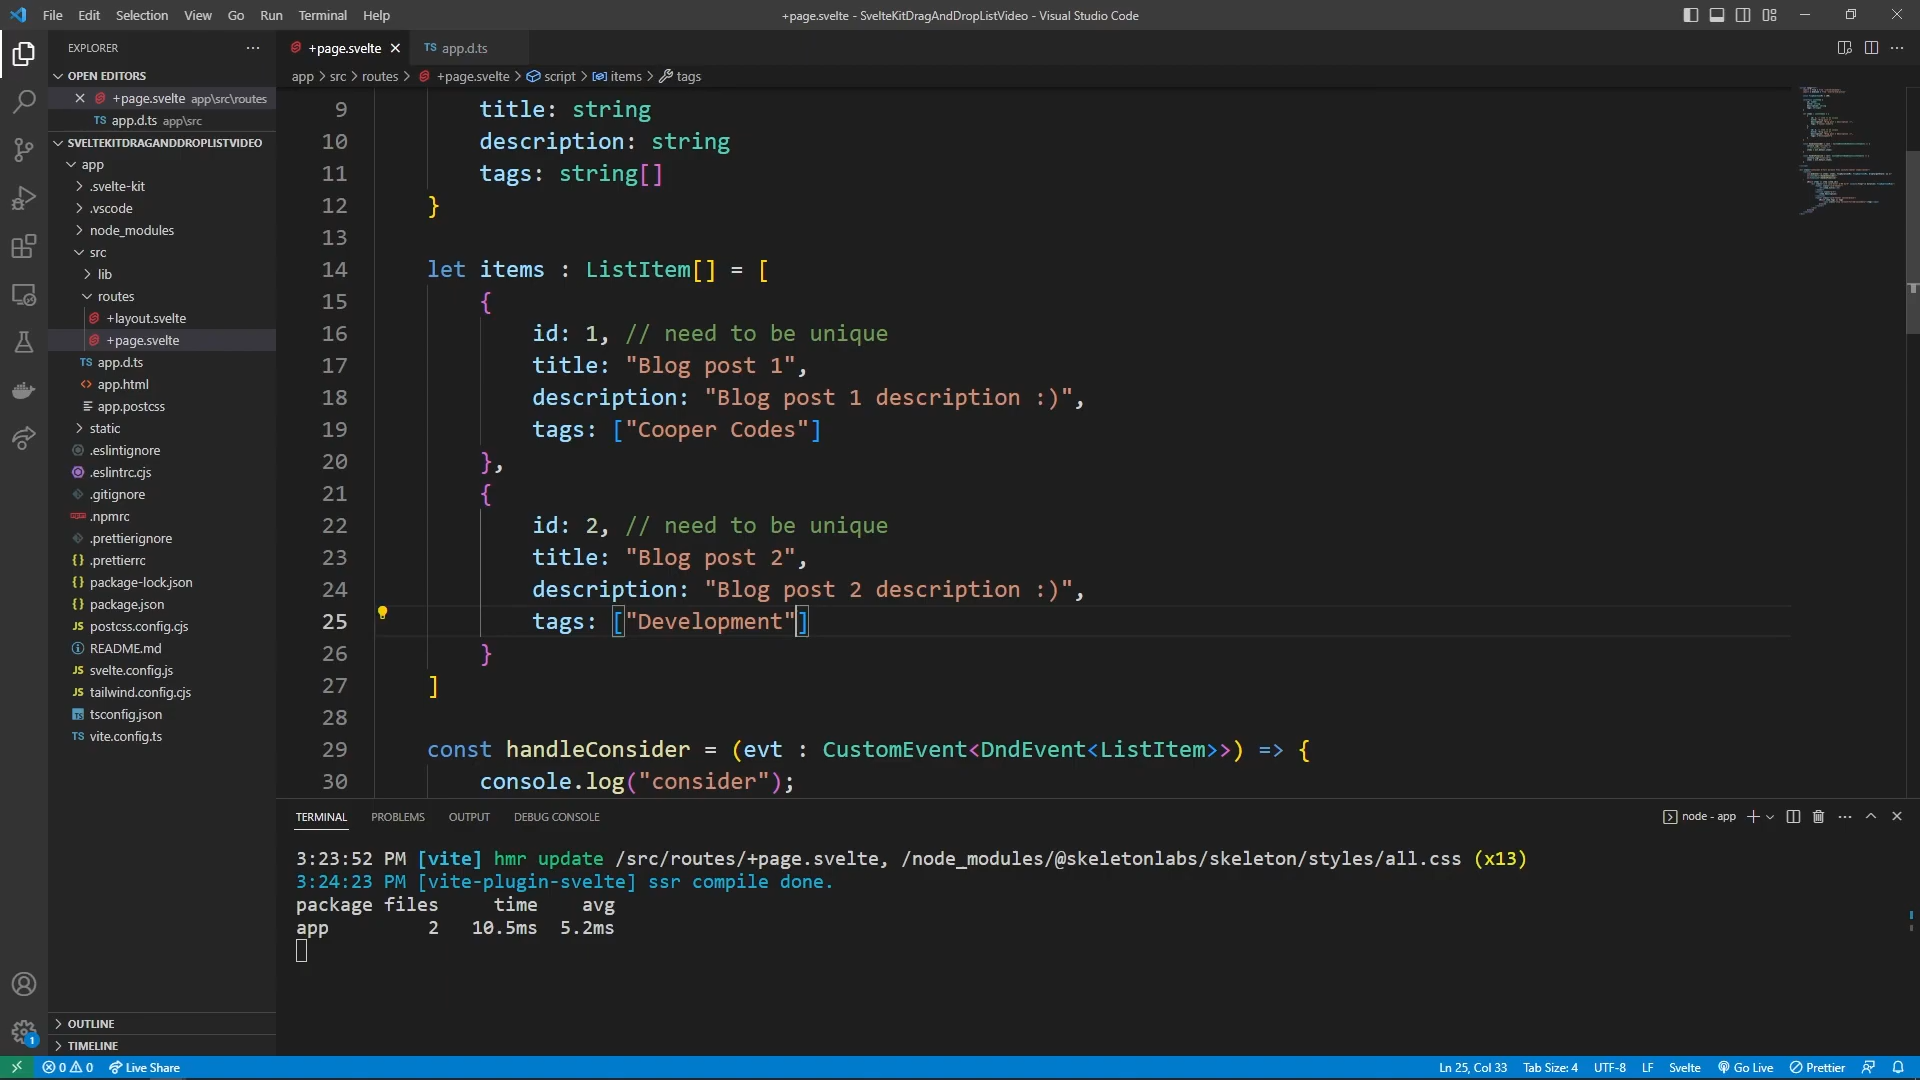 File Edit Selection View Go Run Terminal Help
+page.svelte - SvelteKitDragAndDropListVideo - Visual Studio Code
EXPLORER
OPEN EDITORS
+page.svelte app\src\routes
app.d.ts app\src
SVELTEKITDRAGANDDROPLISTVIDEO
app
.svelte-kit
.vscode
node_modules
src
lib
routes
+layout.svelte
+page.svelte
TS app.d.ts
<> app.html
app.postcss
static
.eslintignore
.eslintrc.cjs
.gitignore
.npmrc
.prettierignore
{} .prettierrc
{} package-lock.json
{} package.json
JS postcss.config.cjs
README.md
JS svelte.config.js
JS tailwind.config.cjs
TS tsconfig.json
TS vite.config.ts
OUTLINE
TIMELINE
+page.svelte
TS app.d.ts
app > src > routes > +page.svelte > script > items > tags
9 title: string
10 description: string
11 tags: string[]
12 }
13
14 let items : ListItem[] = [
15 {
16 id: 1, // need to be unique
17 title: "Blog post 1",
18 description: "Blog post 1 description :)",
19 tags: ["Cooper Codes"]
20 },
21 {
22 id: 2, // need to be unique
23 title: "Blog post 2",
24 description: "Blog post 2 description :)",
25 tags: ["Development"]
26 }
27 ]
28
29 const handleConsider = (evt : CustomEvent<DndEvent<ListItem>>) => {
30 console.log("consider");
TERMINAL PROBLEMS OUTPUT DEBUG CONSOLE
node - app
3:23:52 PM [vite] hmr update /src/routes/+page.svelte, /node_modules/@skeletonlabs/skeleton/styles/all.css (x13)
3:24:23 PM [vite-plugin-svelte] ssr compile done.
package files time avg
app 2 10.5ms 5.2ms
1
0 0 Live Share
Ln 25, Col 33 Tab Size: 4 UTF-8 LF Svelte Go Live Prettier